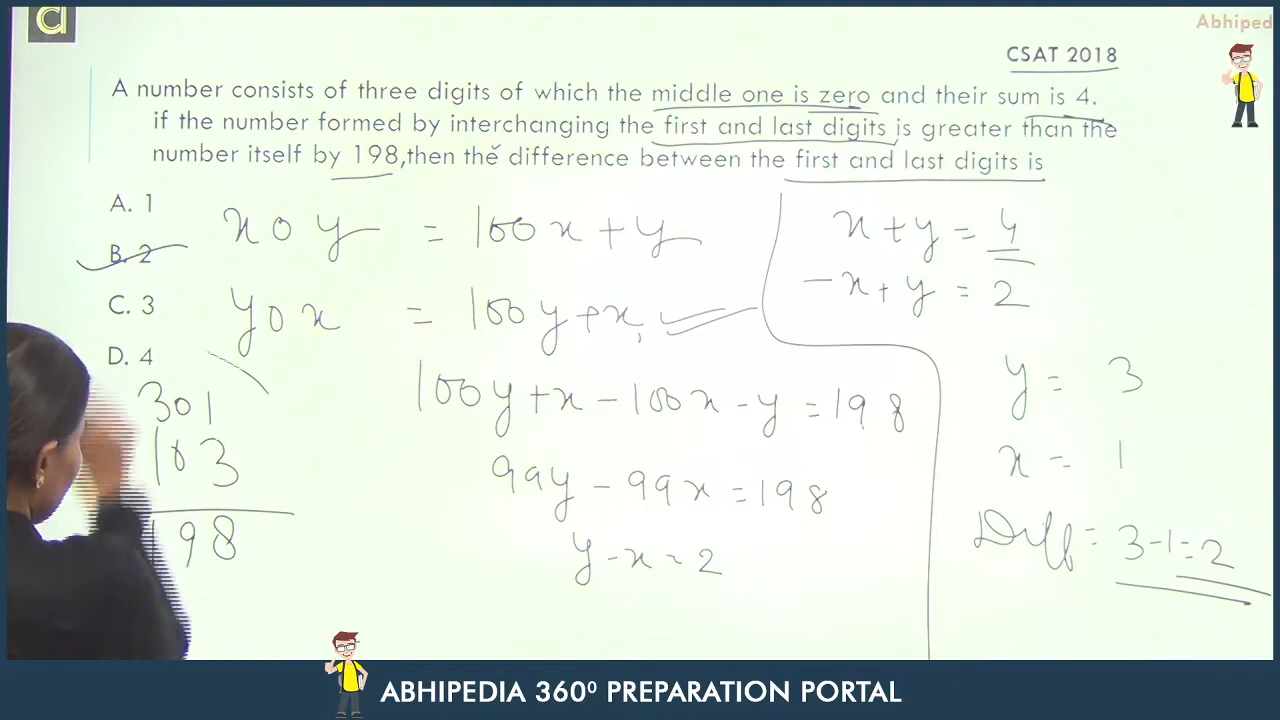 a
Abhiped
CSAT 2018
A number consists of three digits of which the middle one is zero and their sum is 4.
if the number formed by interchanging the first and last digits is greater than the
number itself by 198,then the difference between the first and last digits is
A. 1
B. 2
C. 3
D. 4
x 0 y = 100x + y
y 0 x = 100y + x,
100y + x - 100x - y = 198
99y - 99x = 198
y - x = 2
x + y = 4
- x + y = 2
y = 3
x = 1
Diff = 3-1=2
301
103
198
ABHIPEDIA 360⁰ PREPARATION PORTAL